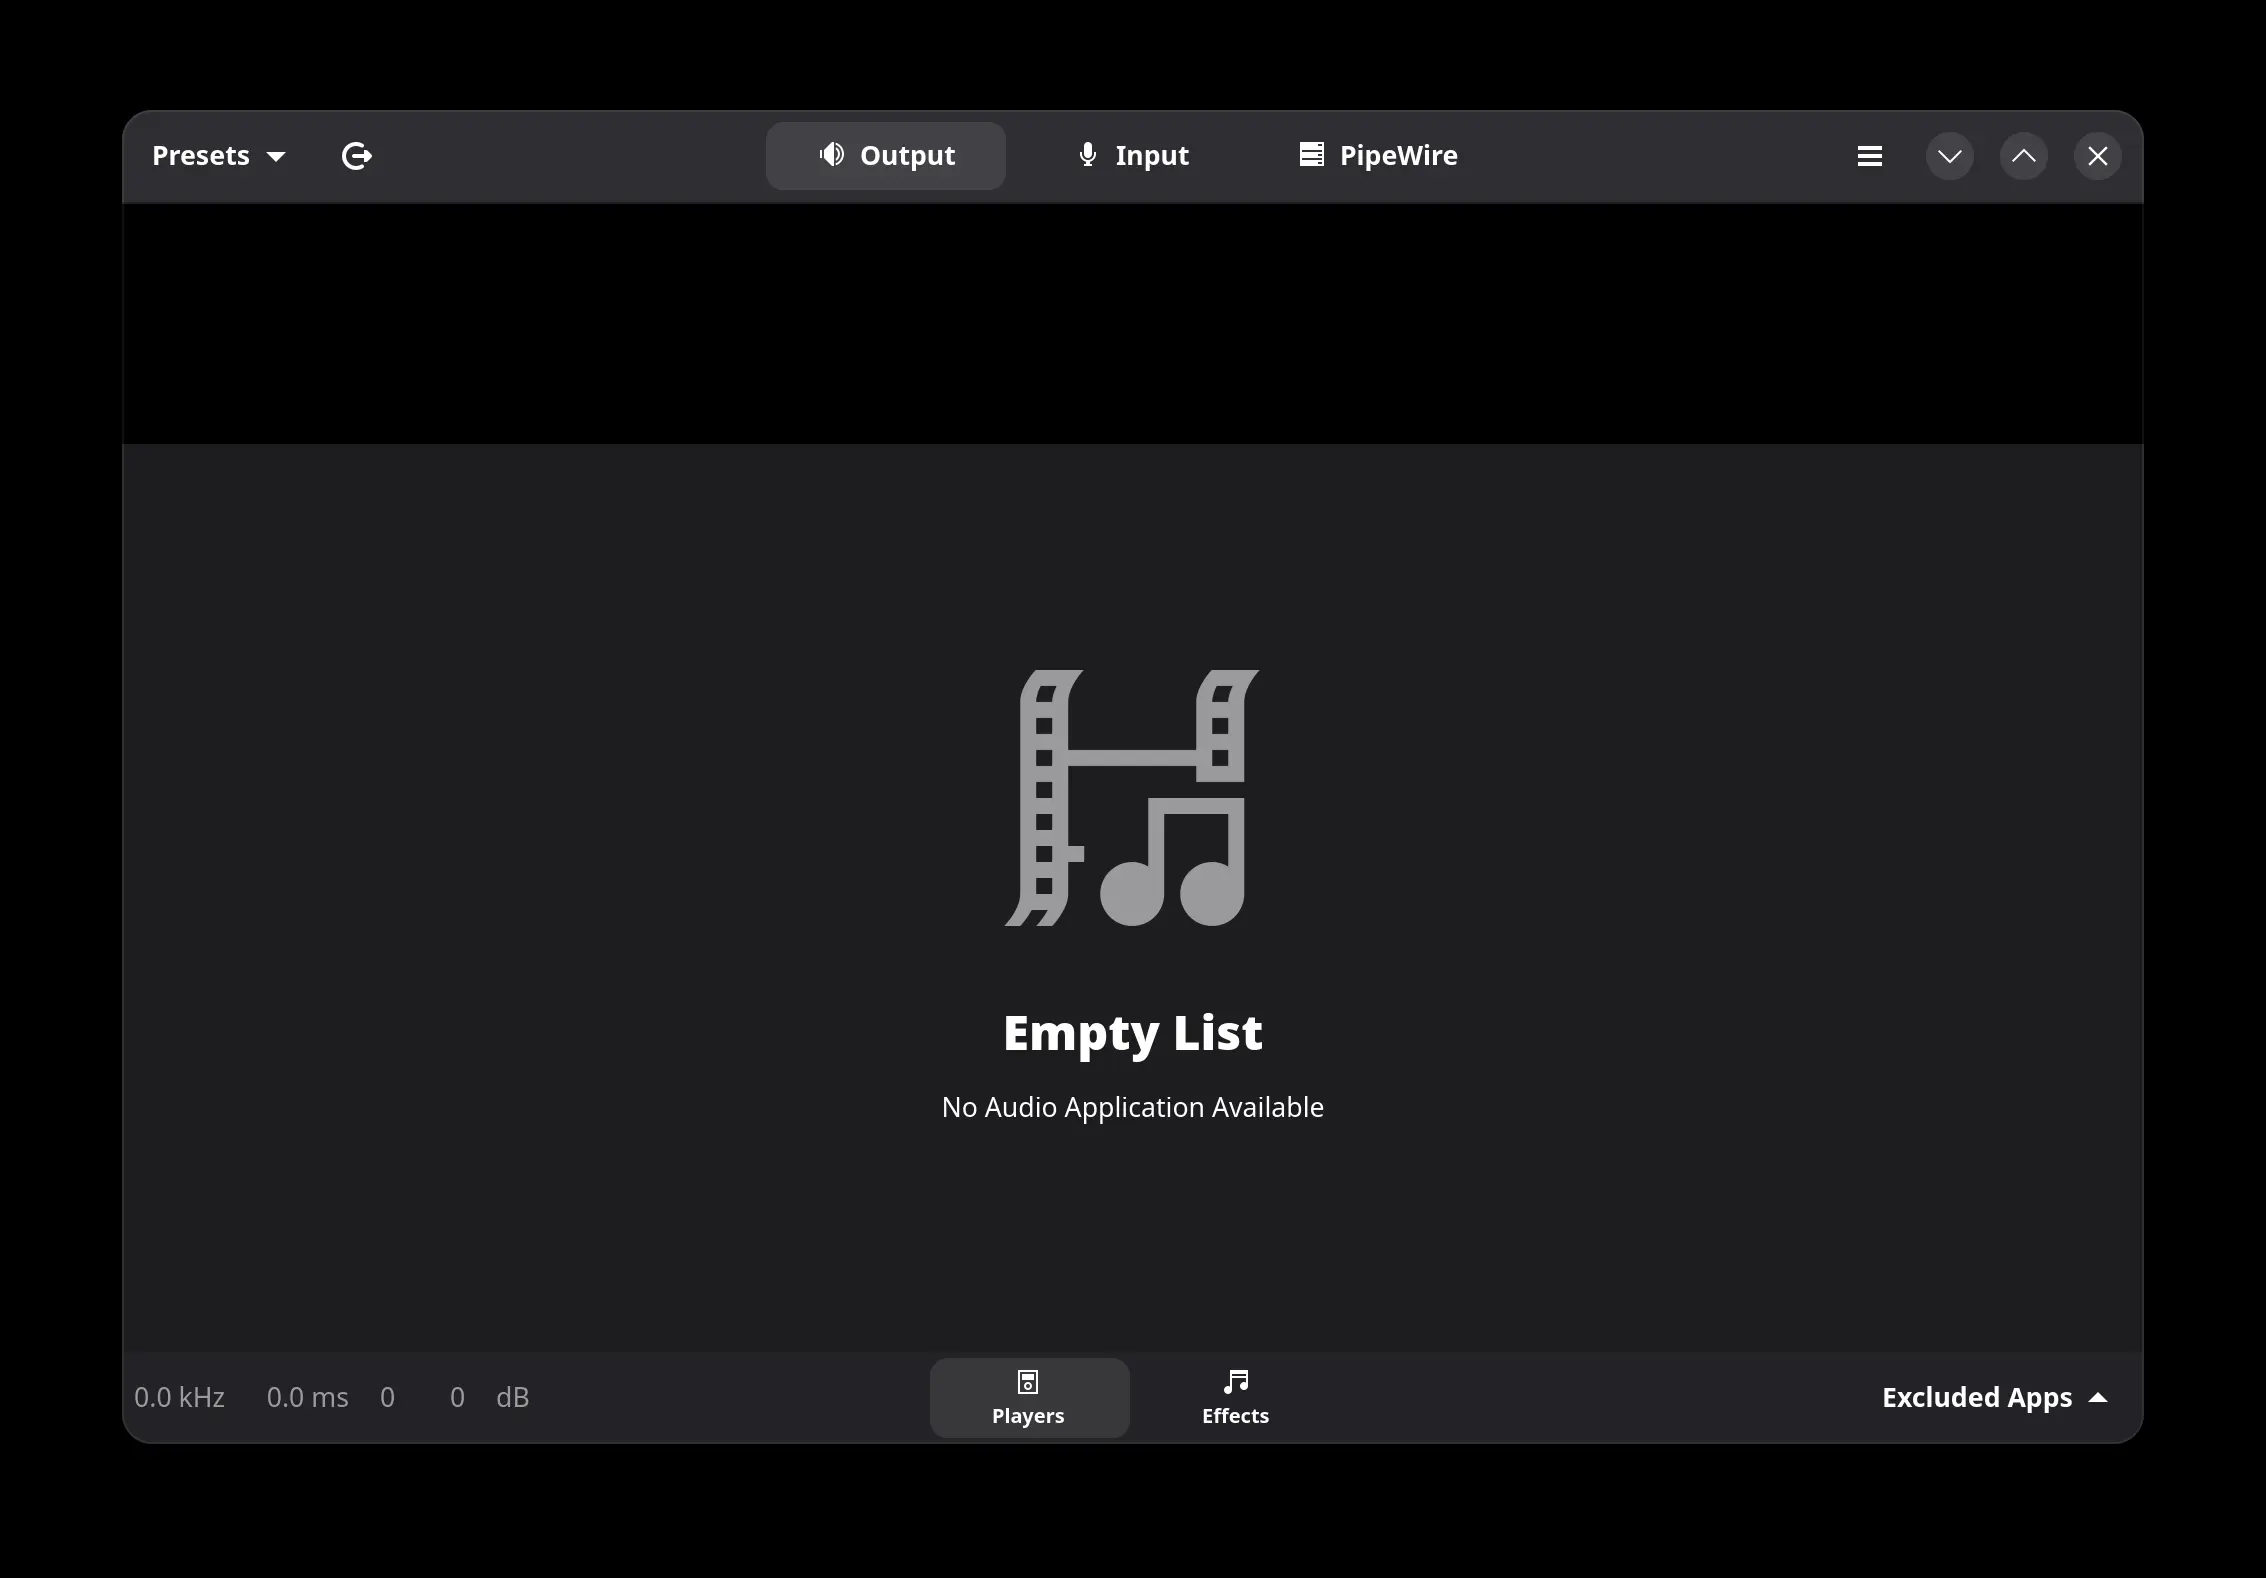 Presets
Output
Input
PipeWire
Empty List
No Audio Application Available
0.0 kHz 0.0 ms 0 0 dB
Players
Effects
Excluded Apps